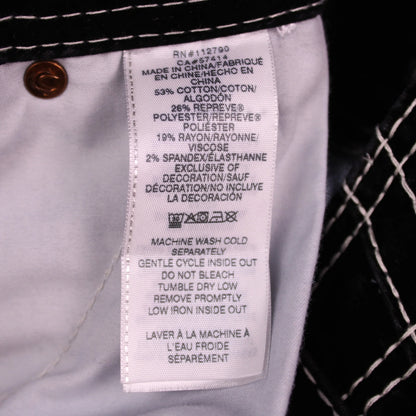 RN#112790
CA#57414
MADE IN CHINA/FABRIQUÉ
EN CHINE/HECHO EN
CHINA
53% COTTON/COTON/
ALGODÓN
26% REPREVE®
POLYESTER/REPREVE®
POLIÉSTER
19% RAYON/RAYONNE/
VISCOSE
2% SPANDEX/ÉLASTHANNE
EXCLUSIVE OF
DECORATION/SAUF
DÉCORATION/NO INCLUYE
LA DECORACIÓN
MACHINE WASH COLD
SEPARATELY
GENTLE CYCLE INSIDE OUT
DO NOT BLEACH
TUMBLE DRY LOW
REMOVE PROMPTLY
LOW IRON INSIDE OUT
LAVER À LA MACHINE À
L'EAU FROIDE
SÉPARÉMENT